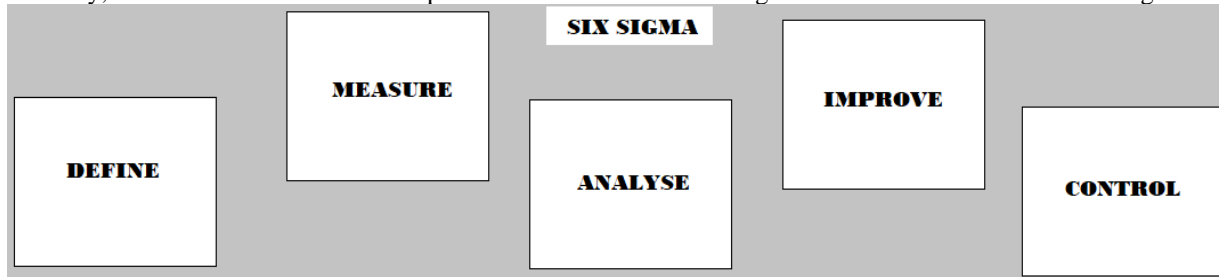 SIX SIGMA
DEFINE
MEASURE
ANALYSE
IMPROVE
CONTROL